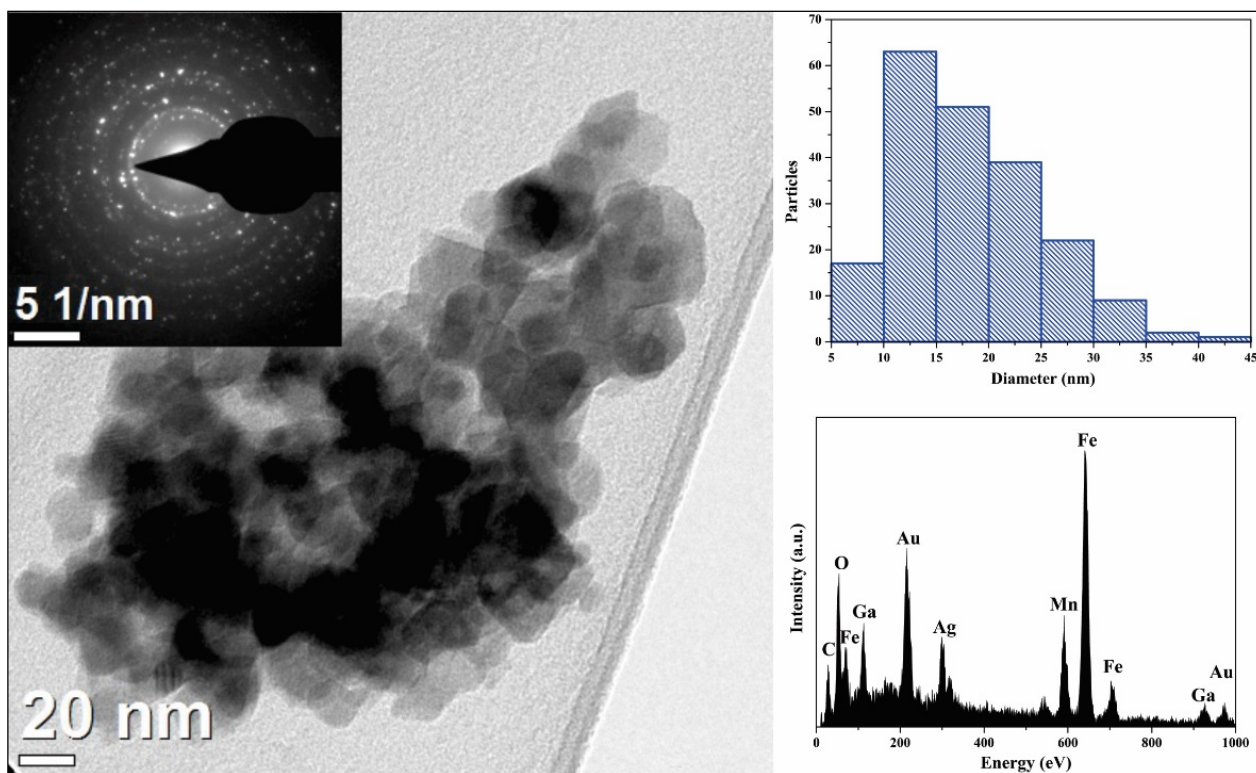 5 1/nm
20 nm
70
60
50
40
30
20
10
0
Particles
5 10 15 20 25 30 35 40 45
Diameter (nm)
Intensity (a.u.)
C
O
Fe
Ga
Au
Ag
Mn
Fe
Fe
Ga
Au
0 200 400 600 800 1000
Energy (eV)